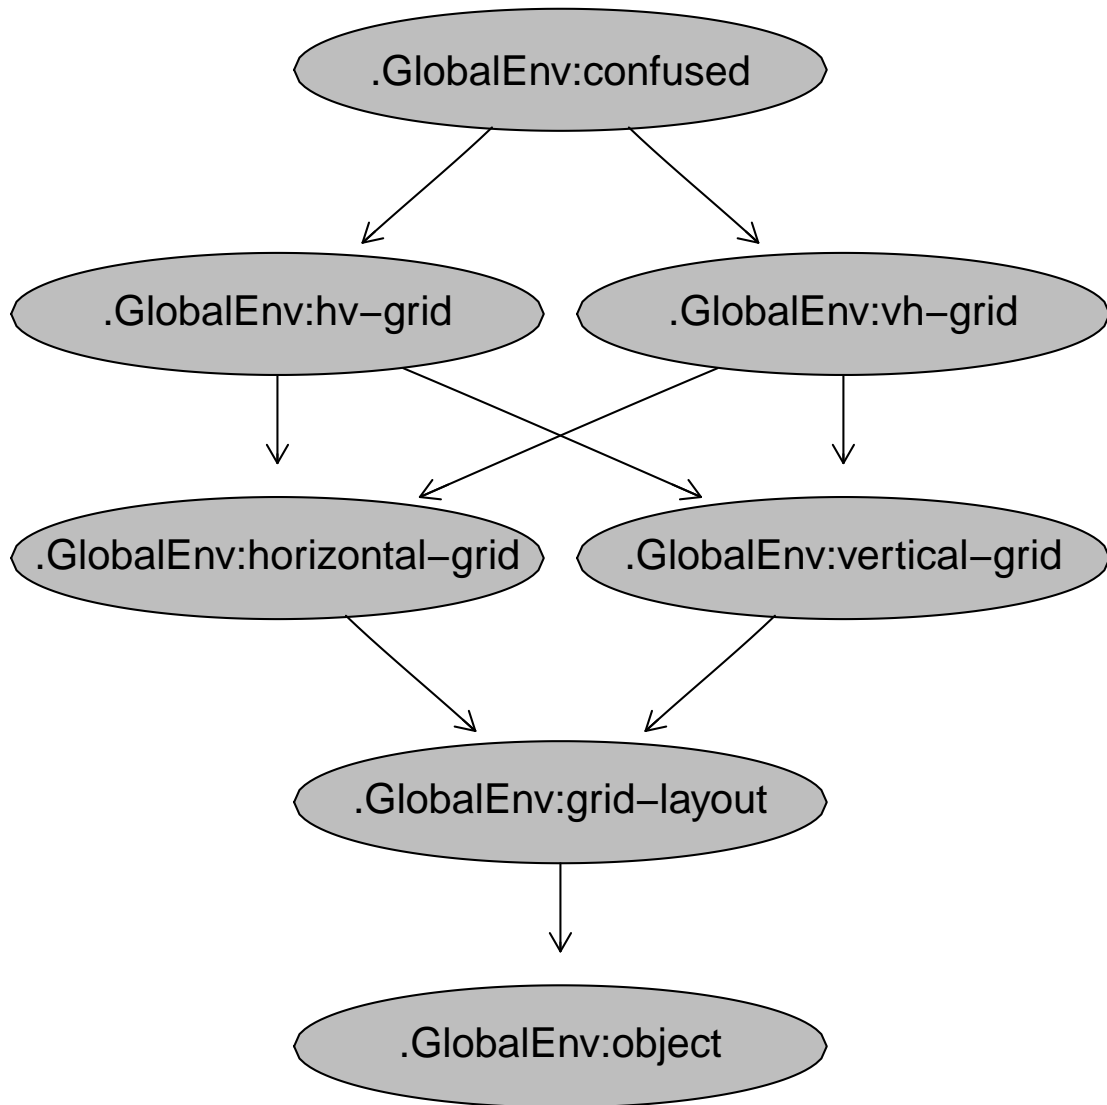 .GlobalEnv:confused
.GlobalEnv:hv−grid
.GlobalEnv:vh−grid
.GlobalEnv:horizontal−grid
.GlobalEnv:vertical−grid
.GlobalEnv:grid−layout
.GlobalEnv:object